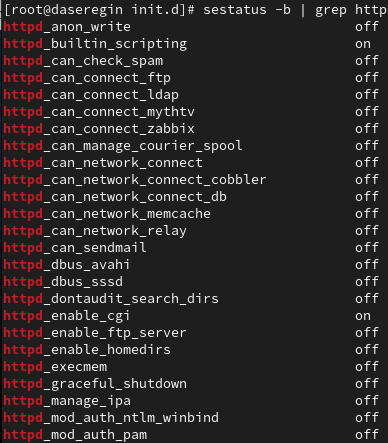 [root@daseregin init.d]# sestatus -b | grep http
httpd_anon_write off
httpd_builtin_scripting on
httpd_can_check_spam off
httpd_can_connect_ftp off
httpd_can_connect_ldap off
httpd_can_connect_mythtv off
httpd_can_connect_zabbix off
httpd_can_manage_courier_spool off
httpd_can_network_connect off
httpd_can_network_connect_cobbler off
httpd_can_network_connect_db off
httpd_can_network_memcache off
httpd_can_network_relay off
httpd_can_sendmail off
httpd_dbus_avahi off
httpd_dbus_sssd off
httpd_dontaudit_search_dirs off
httpd_enable_cgi on
httpd_enable_ftp_server off
httpd_enable_homedirs off
httpd_execmem off
httpd_graceful_shutdown off
httpd_manage_ipa off
httpd_mod_auth_ntlm_winbind off
httpd_mod_auth_pam off